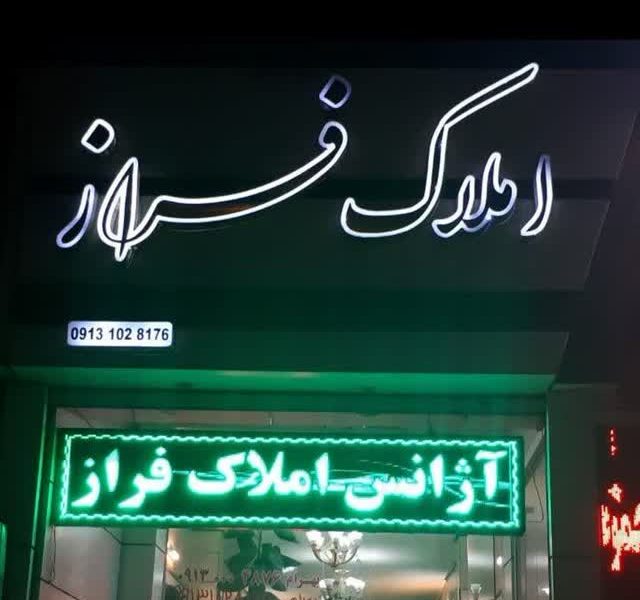 املاک فراز
0913 102 8176
آژانس املاک فراز